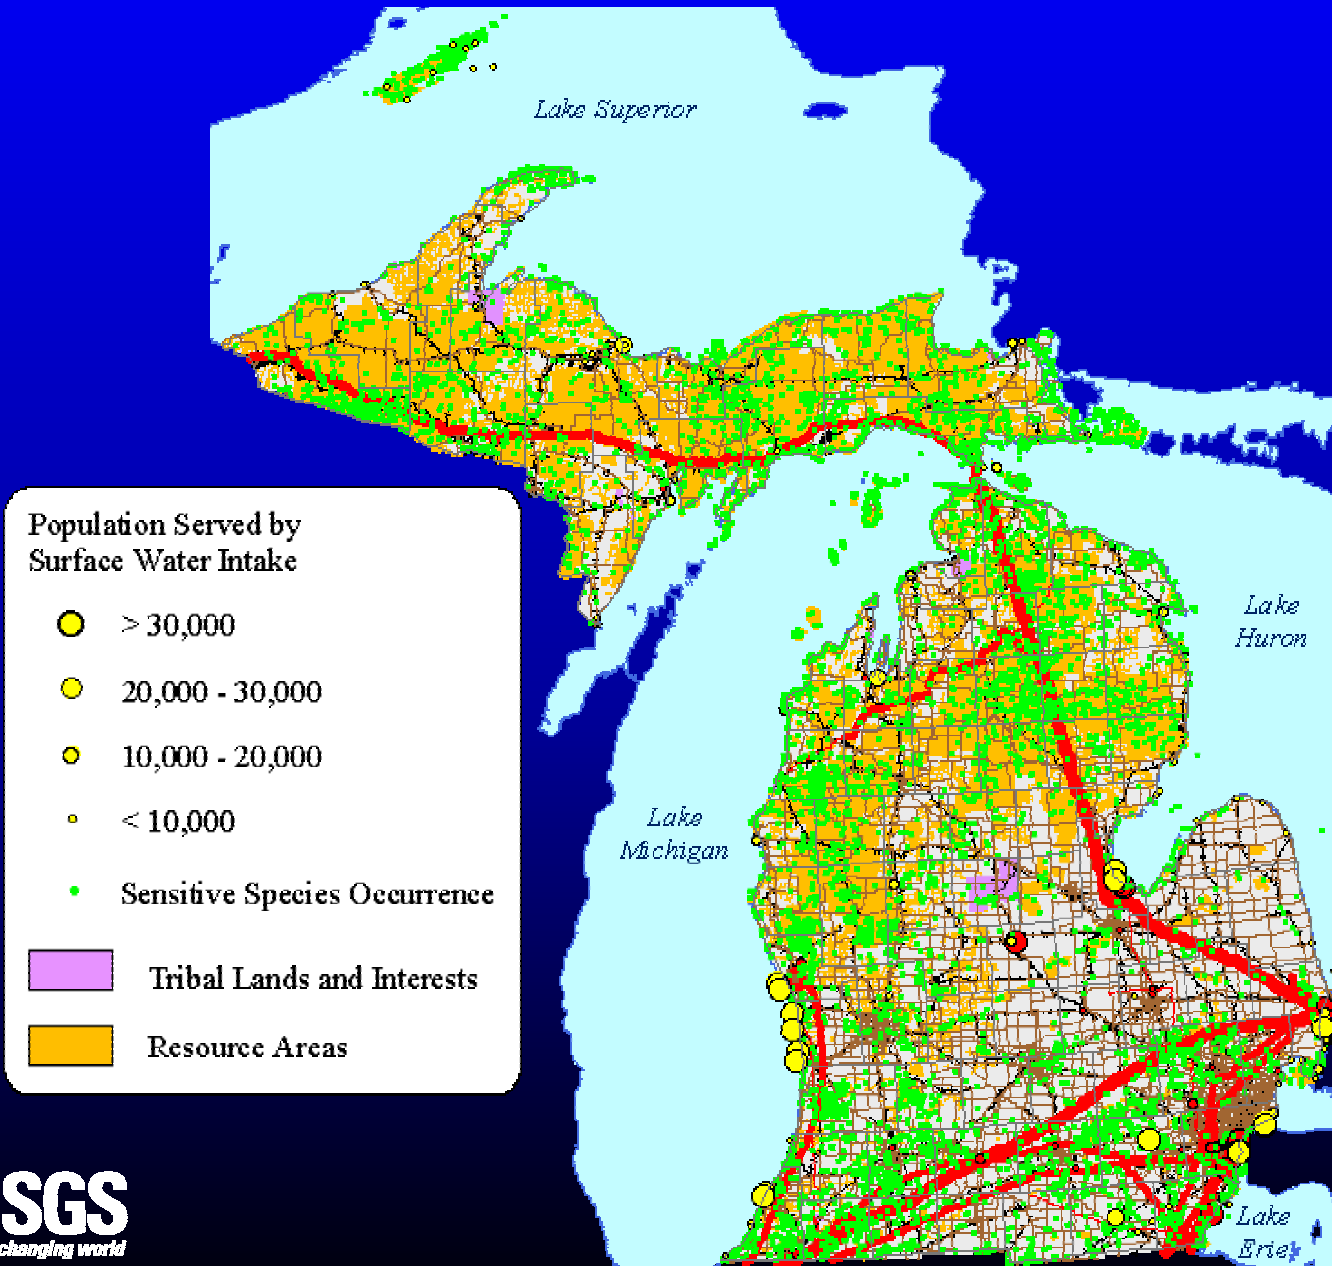 Lake Superior
Population Served by
Surface Water Intake
> 30,000
20,000 - 30,000
10,000 - 20,000
< 10,000
Sensitive Species Occurrence
Tribal Lands and Interests
Resource Areas
Lake
Huron
Lake
Michigan
SGS
changing world
Lake
Erie